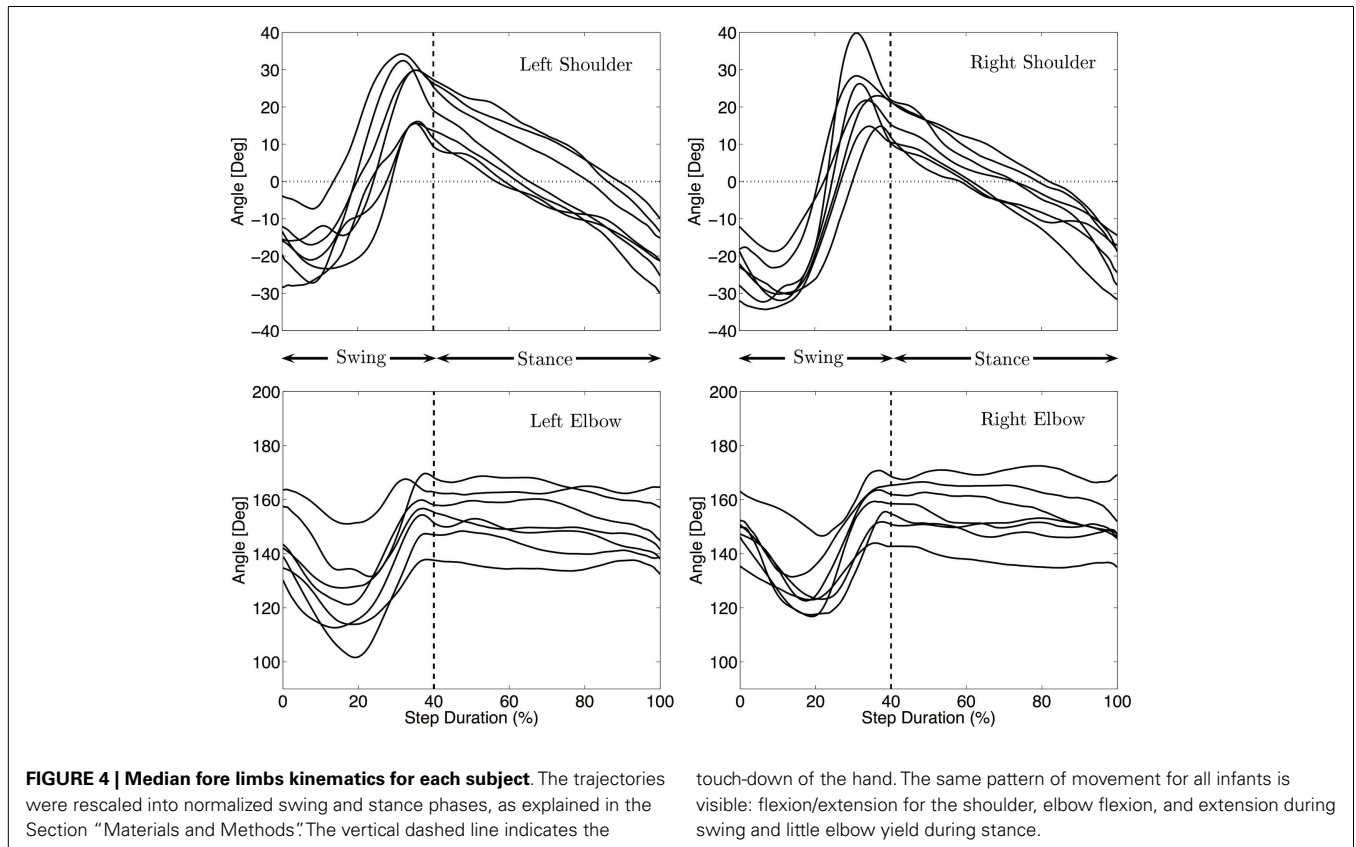 40
30
20
10
0
−10
−20
−30
−40
Angle [Deg]
Left Shoulder
40
30
20
10
0
−10
−20
−30
−40
Angle [Deg]
Right Shoulder
Swing
Stance
Swing
Stance
200
180
160
140
120
100
Angle [Deg]
Left Elbow
0 20 40 60 80 100
Step Duration (%)
200
180
160
140
120
100
Angle [Deg]
Right Elbow
0 20 40 60 80 100
Step Duration (%)
FIGURE 4 | Median fore limbs kinematics for each subject. The trajectories
were rescaled into normalized swing and stance phases, as explained in the
Section “Materials and Methods”. The vertical dashed line indicates the
touch-down of the hand. The same pattern of movement for all infants is
visible: flexion/extension for the shoulder, elbow flexion, and extension during
swing and little elbow yield during stance.